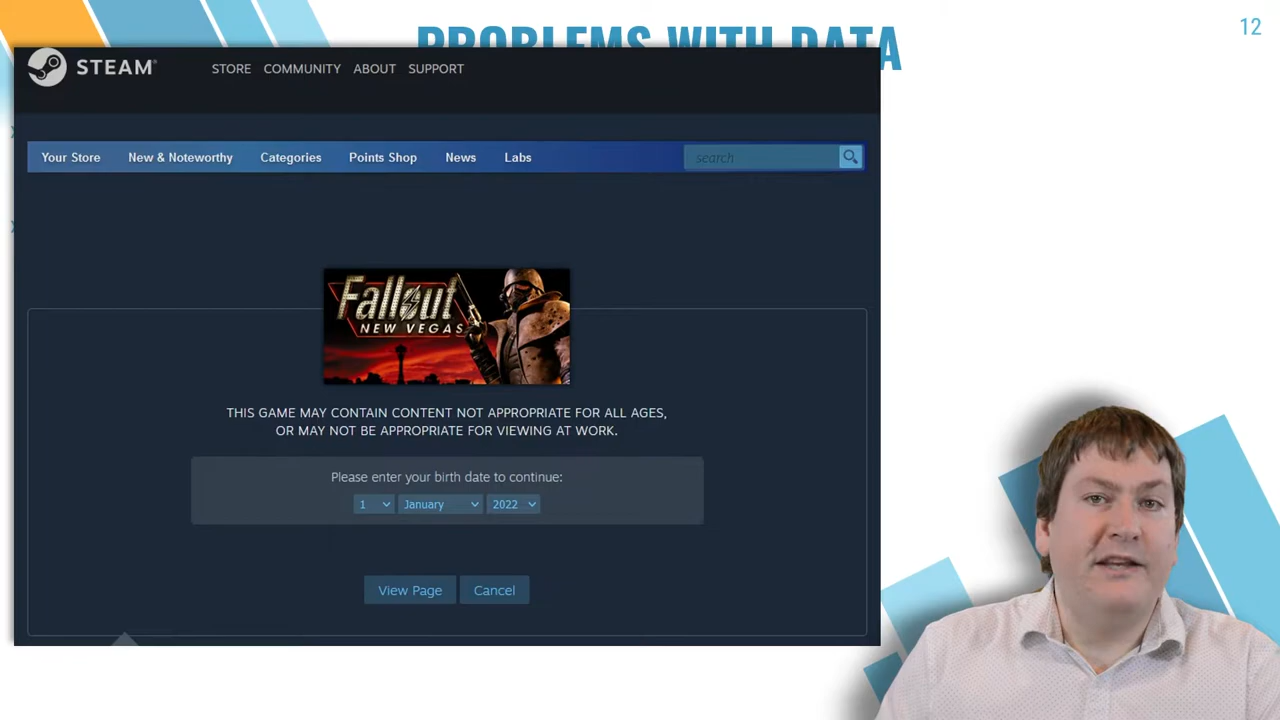 PROBLEMS WITH DATA
12
STEAM®
STORE COMMUNITY ABOUT SUPPORT
Your Store New & Noteworthy Categories Points Shop News Labs search
Fallout
NEW VEGAS
THIS GAME MAY CONTAIN CONTENT NOT APPROPRIATE FOR ALL AGES,
OR MAY NOT BE APPROPRIATE FOR VIEWING AT WORK.
Please enter your birth date to continue:
1 January 2022
View Page Cancel